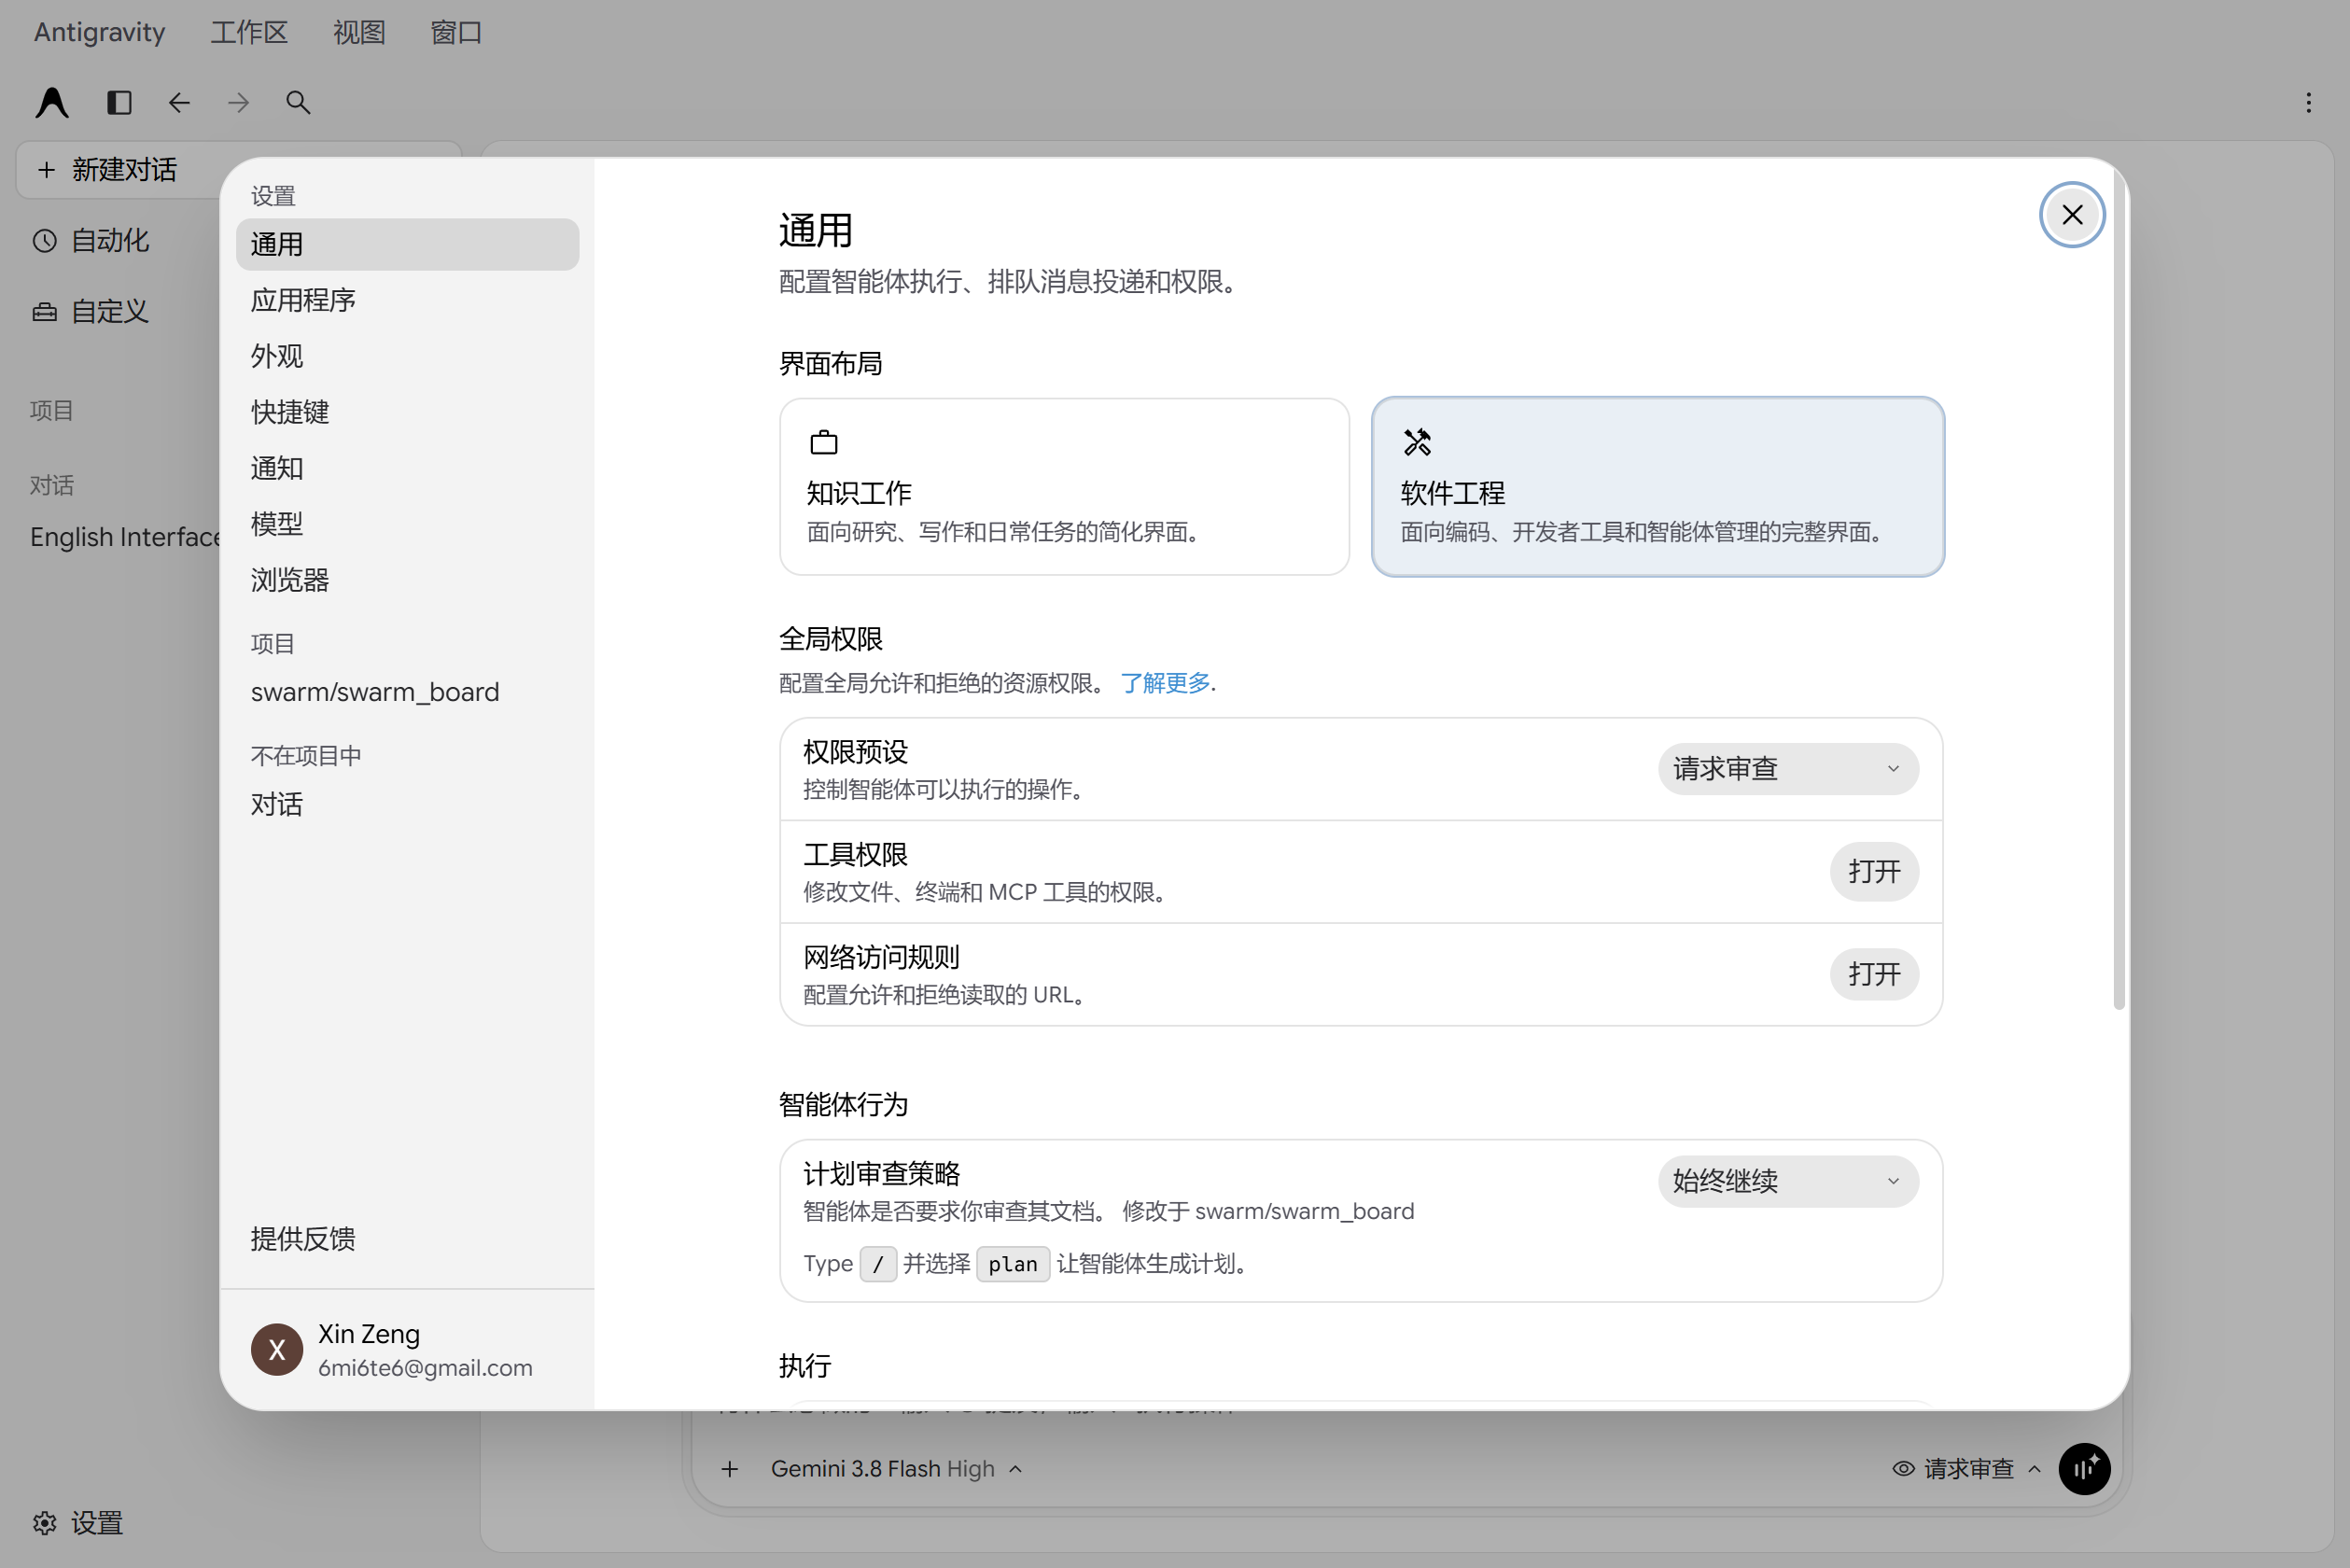 Antigravity 工作区 视图 窗口
新建对话
自动化
自定义
项目
对话
English Interface
设置
设置
通用
应用程序
外观
快捷键
通知
模型
浏览器
项目
swarm/swarm_board
不在项目中
对话
提供反馈
X
Xin Zeng
6mi6te6@gmail.com
通用
配置智能体执行、排队消息投递和权限。
界面布局
知识工作
面向研究、写作和日常任务的简化界面。
软件工程
面向编码、开发者工具和智能体管理的完整界面。
全局权限
配置全局允许和拒绝的资源权限。 了解更多.
权限预设
控制智能体可以执行的操作。
请求审查
工具权限
修改文件、终端和 MCP 工具的权限。
打开
网络访问规则
配置允许和拒绝读取的 URL。
打开
智能体行为
计划审查策略
智能体是否要求你审查其文档。 修改于 swarm/swarm_board
始终继续
Type / 并选择 plan 让智能体生成计划。
执行
Gemini 3.8 Flash High
请求审查